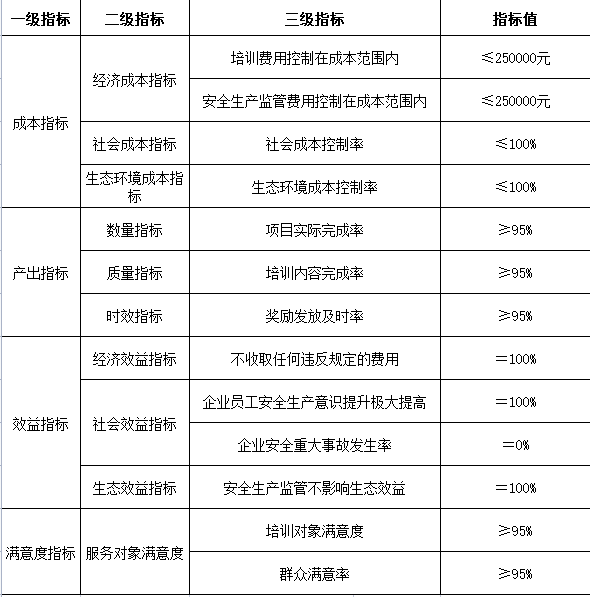 一级指标 二级指标 三级指标 指标值
成本指标 经济成本指标 培训费用控制在成本范围内 ≤250000元
安全生产监管费用控制在成本范围内 ≤250000元
社会成本指标 社会成本控制率 ≤100%
生态环境成本指
标 生态环境成本控制率 ≤100%
产出指标 数量指标 项目实际完成率 ≥95%
质量指标 培训内容完成率 ≥95%
时效指标 奖励发放及时率 ≥95%
效益指标 经济效益指标 不收取任何违反规定的费用 ＝100%
社会效益指标 企业员工安全生产意识提升极大提高 ＝100%
企业安全重大事故发生率 ＝0%
生态效益指标 安全生产监管不影响生态效益 ＝100%
满意度指标 服务对象满意度 培训对象满意度 ≥95%
群众满意率 ≥95%